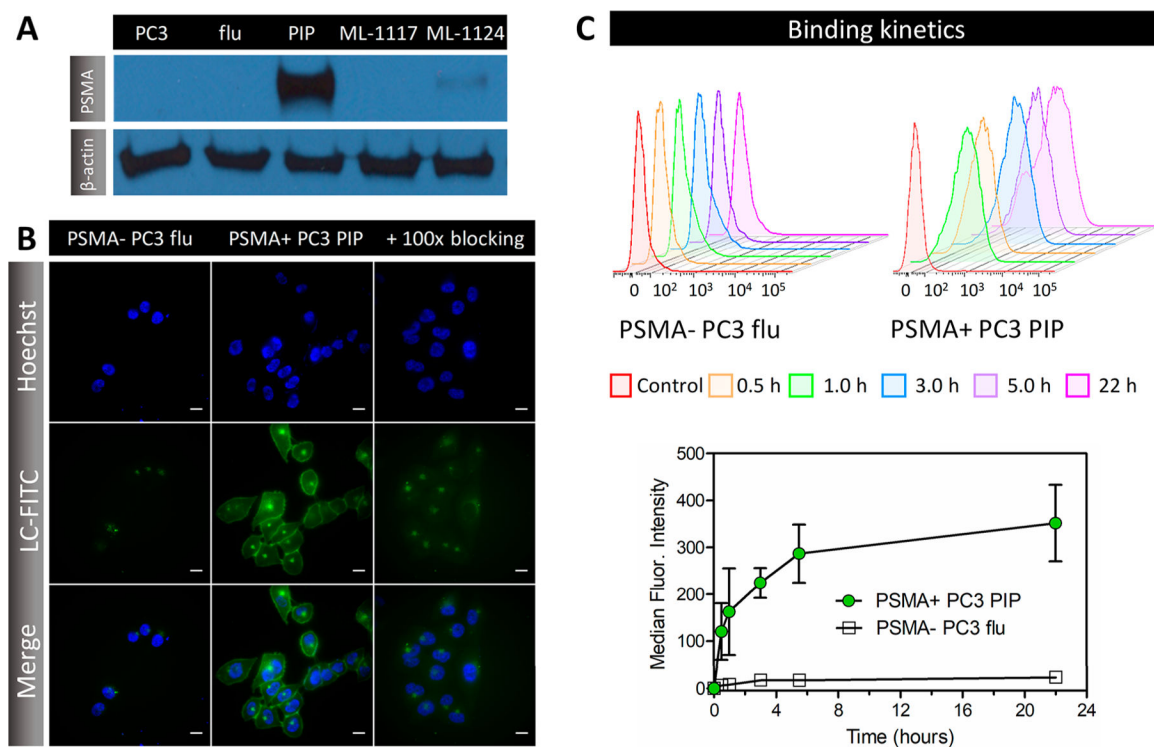 A
PC3 flu PIP ML-1117 ML-1124
PSMA
β-actin
B
PSMA- PC3 flu PSMA+ PC3 PIP + 100x blocking
Hoechst
LC-FITC
Merge
C
Binding kinetics
0 10² 10³ 10⁴ 10⁵
0 10² 10³ 10⁴ 10⁵
PSMA- PC3 flu
PSMA+ PC3 PIP
Control 0.5 h 1.0 h 3.0 h 5.0 h 22 h
500
400
300
200
100
0
Median Fluor. Intensity
PSMA+ PC3 PIP
PSMA- PC3 flu
0 4 8 12 16 20 24
Time (hours)